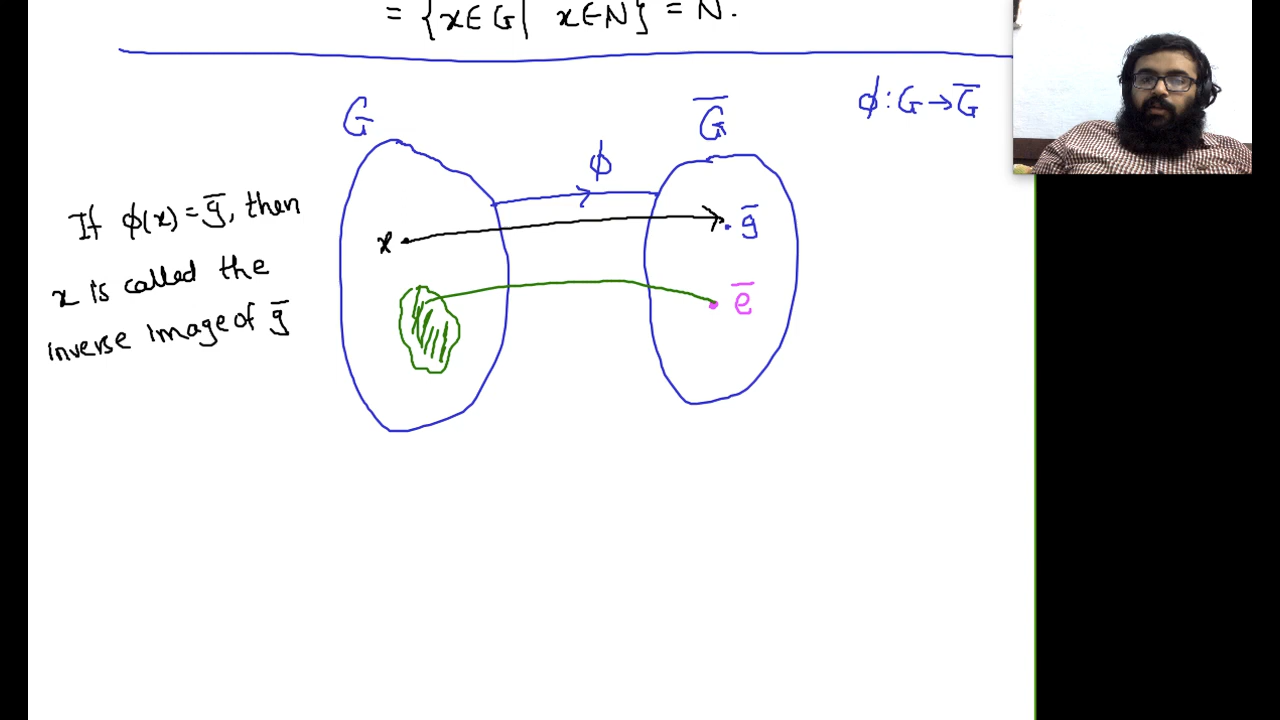 = {x∈G| x∈N} = N.
G
G̅
ϕ: G→G̅
ϕ
If ϕ(x)=g̅, then
x is called the
inverse image of g̅
x
g̅
e̅